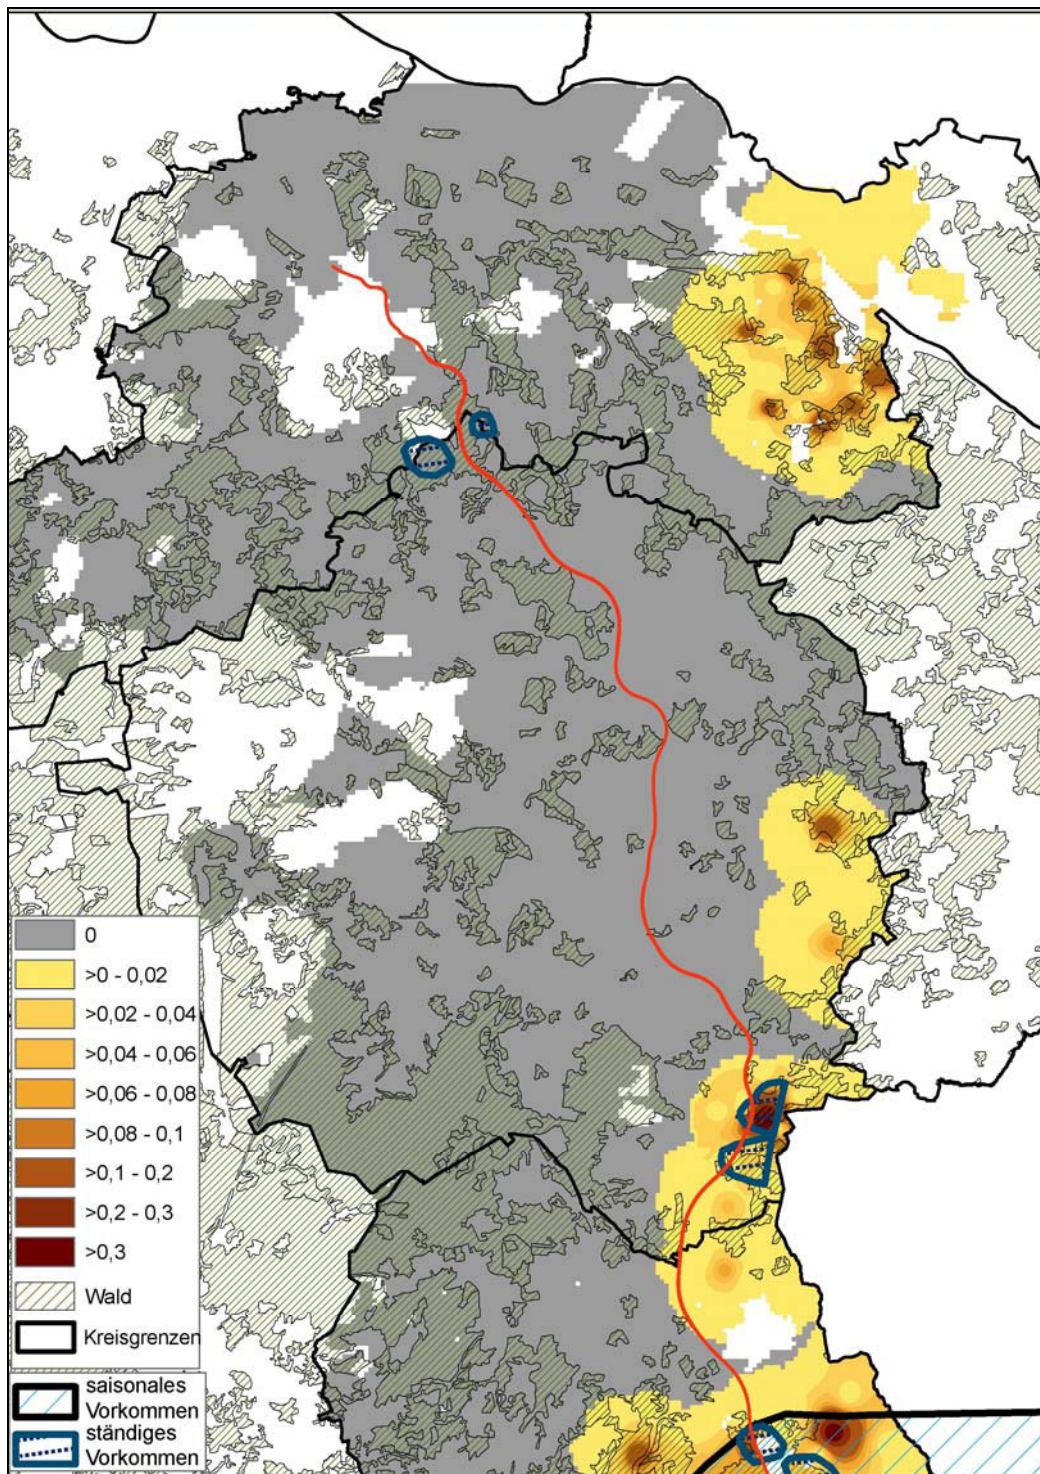 0
>0 - 0,02
>0,02 - 0,04
>0,04 - 0,06
>0,06 - 0,08
>0,08 - 0,1
>0,1 - 0,2
>0,2 - 0,3
>0,3
Wald
Kreisgrenzen
saisonales
Vorkommen
ständiges
Vorkommen